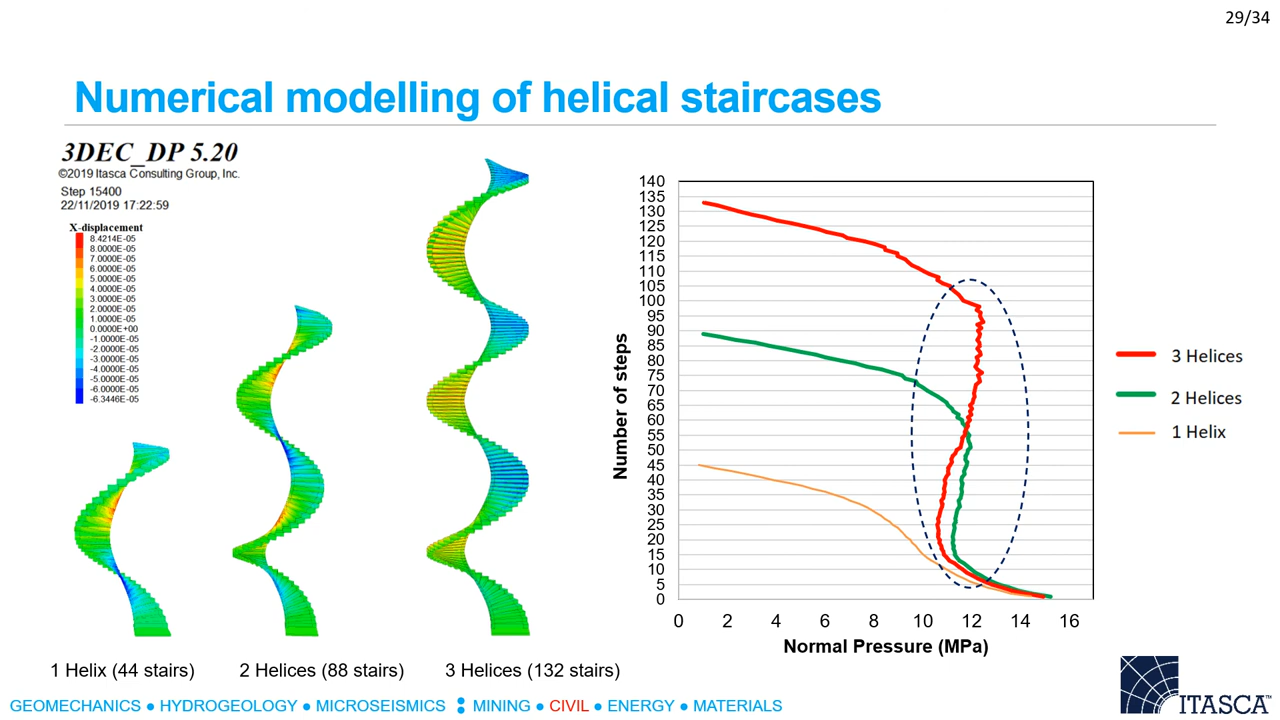 29/34
Numerical modelling of helical staircases
3DEC_DP 5.20
©2019 Itasca Consulting Group, Inc.
Step 15400
22/11/2019 17:22:59
X-displacement
8.4214E-05
8.0000E-05
7.0000E-05
6.0000E-05
5.0000E-05
4.0000E-05
3.0000E-05
2.0000E-05
1.0000E-05
0.0000E+00
-1.0000E-05
-2.0000E-05
-3.0000E-05
-4.0000E-05
-5.0000E-05
-6.0000E-05
-6.3446E-05
1 Helix (44 stairs)
2 Helices (88 stairs)
3 Helices (132 stairs)
Number of steps
140
135
130
125
120
115
110
105
100
95
90
85
80
75
70
65
60
55
50
45
40
35
30
25
20
15
10
5
0
0 2 4 6 8 10 12 14 16
Normal Pressure (MPa)
3 Helices
2 Helices
1 Helix
GEOMECHANICS ● HYDROGEOLOGY ● MICROSEISMICS : MINING ● CIVIL ● ENERGY ● MATERIALS
ITASCA